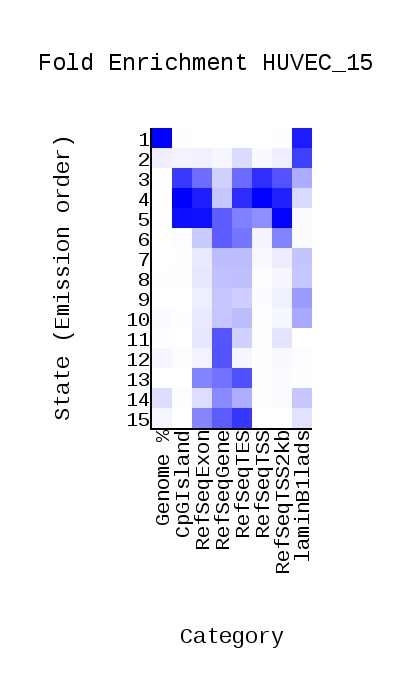 Fold Enrichment HUVEC_15
State (Emission order)
1
2
3
4
5
6
7
8
9
10
11
12
13
14
15
Genome %
CpGIsland
RefSeqExon
RefSeqGene
RefSeqTES
RefSeqTSS
RefSeqTSS2kb
laminB1lads
Category